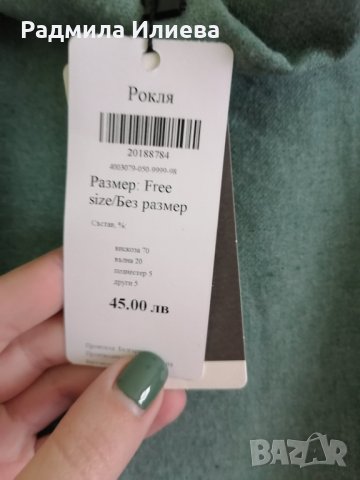 Радмила Илиева
Рокля
20188784
4003079-050-9999-98
Размер: Free
size/Без размер
Състав, %:
вискоза 70
вълна 20
полиестер 5
други 5
45.00 лв
BAZAR